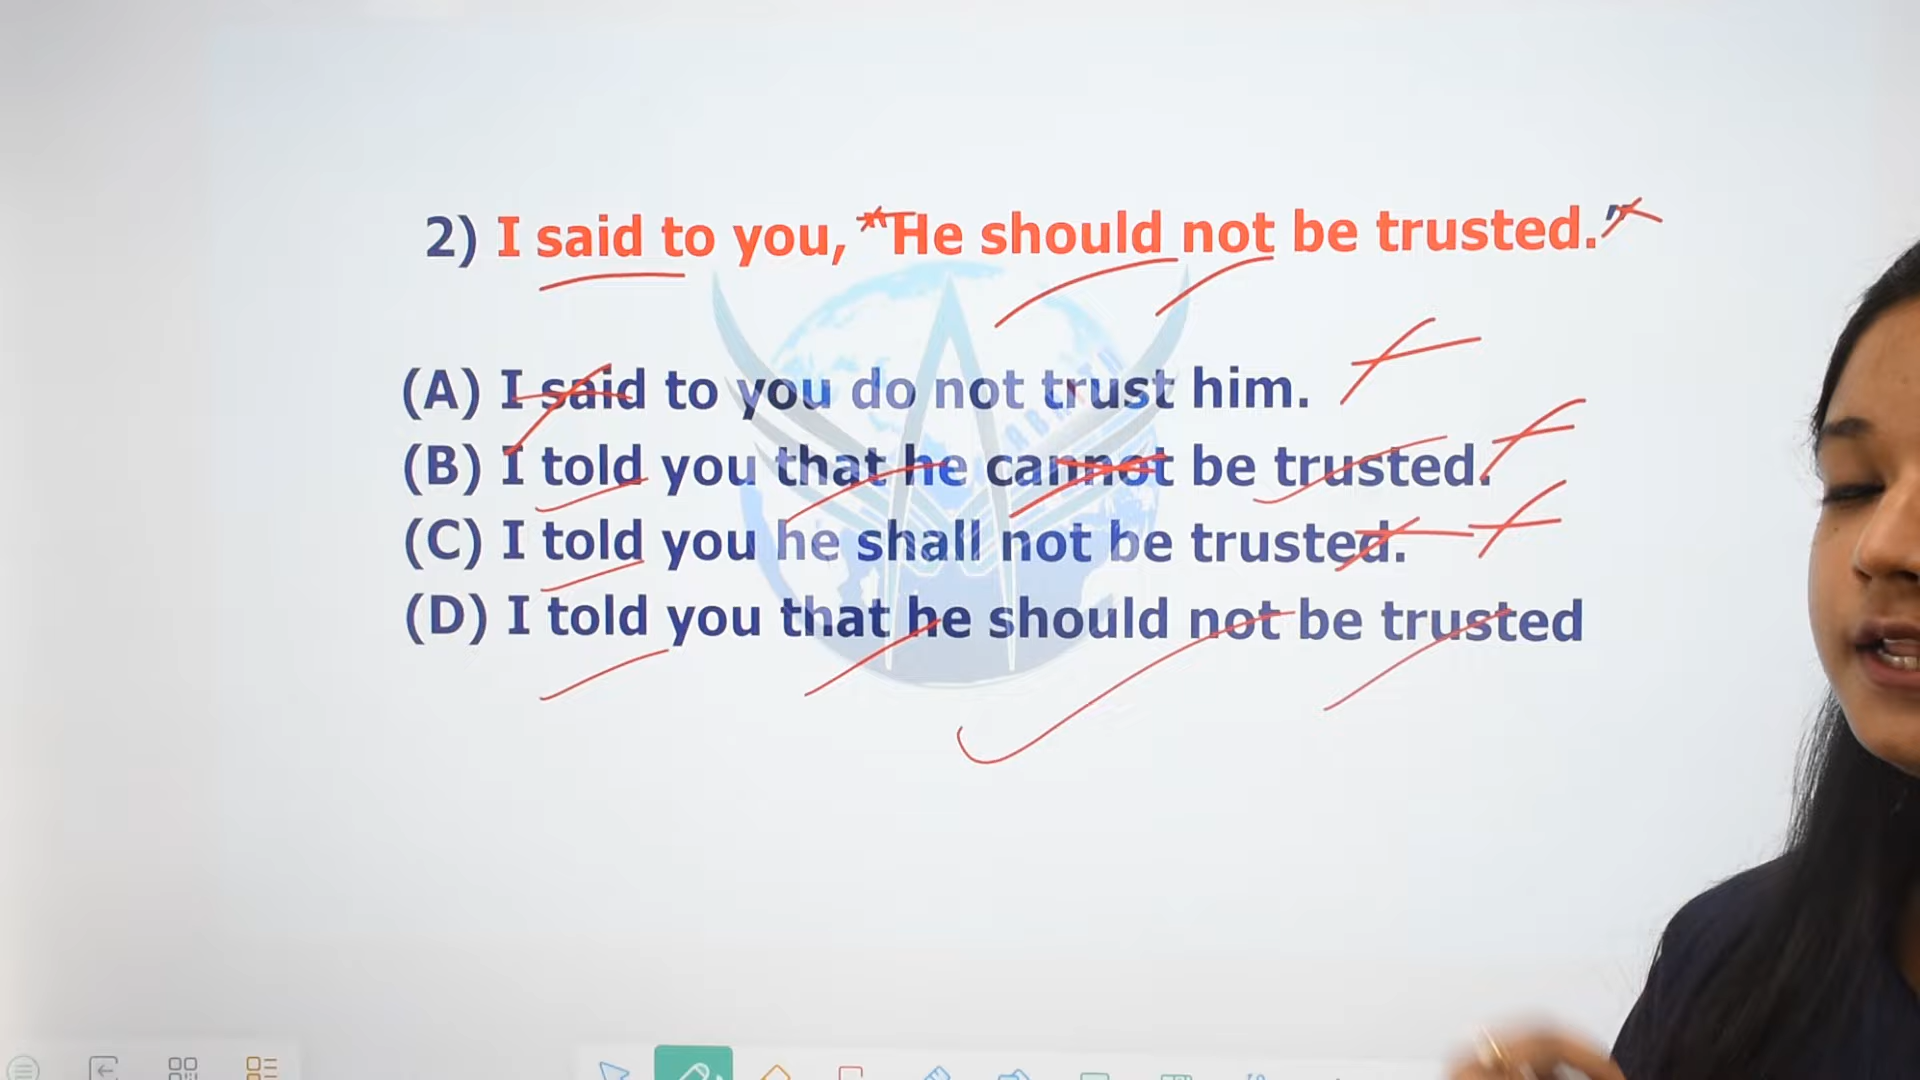 2) I said to you, "He should not be trusted."
(A) I said to you do not trust him.
(B) I told you that he cannot be trusted.
(C) I told you he shall not be trusted.
(D) I told you that he should not be trusted